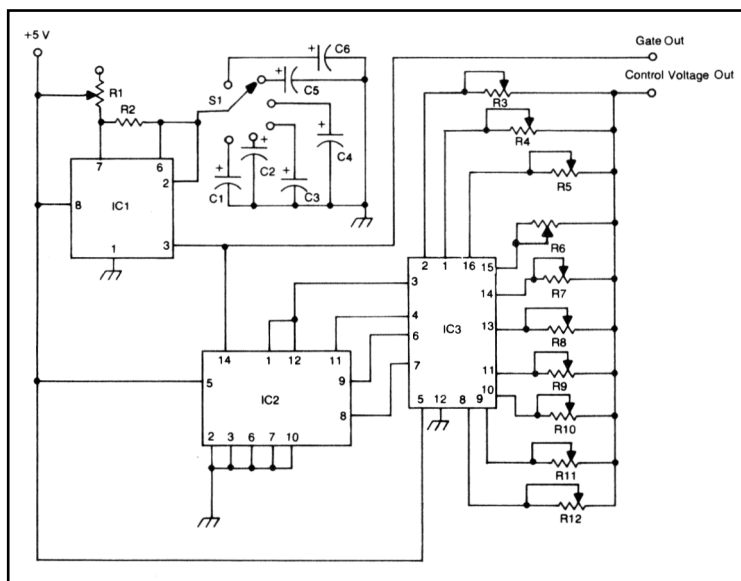 +5 V
Gate Out
C6
Control Voltage Out
R1
C5
S1
R3
R2
R4
+
+
+
+
+
+
C4
7
6
C1
C2
C3
R5
2
8
IC1
R6
1
3
2
1
16
15
R7
3
14
IC3
4
13
R8
14
1
12
11
6
5
9
7
11
R9
IC2
10
8
5
12
8
9
R10
2
3
6
7
10
R11
R12